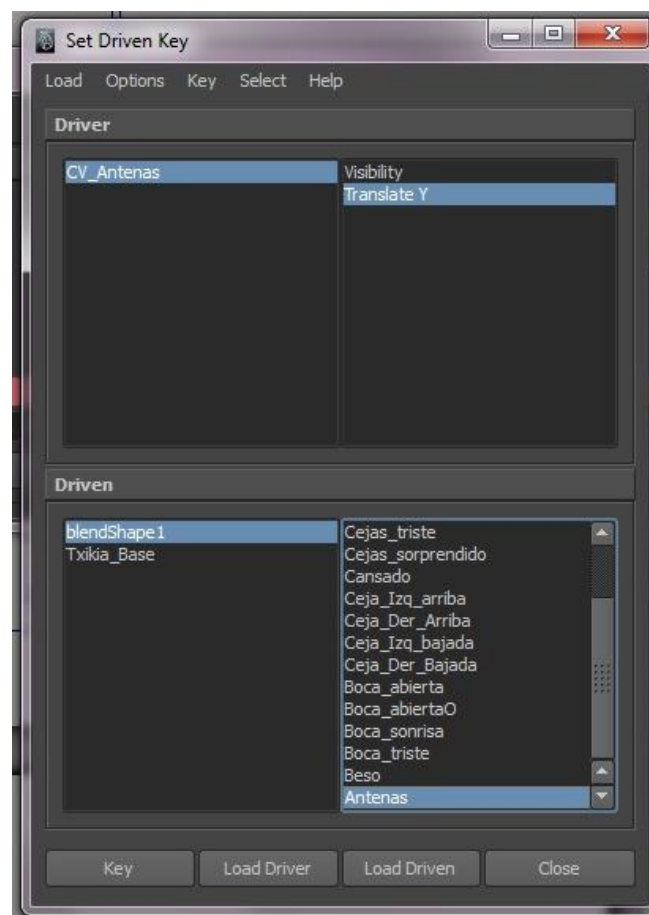 Set Driven Key
Load Options Key Select Help
Driver
CV_Antenas
Visibility
Translate Y
Driven
blendShape1
Txikia_Base
Cejas_triste
Cejas_sorprendido
Cansado
Ceja_Izq_arriba
Ceja_Der_Arriba
Ceja_Izq_bajada
Ceja_Der_Bajada
Boca_abierta
Boca_abiertaO
Boca_sonrisa
Boca_triste
Beso
Antenas
Key Load Driver Load Driven Close